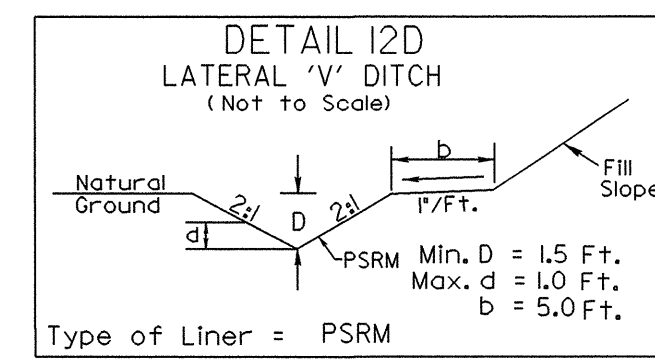 DETAIL 12D
LATERAL 'V' DITCH
(Not to Scale)
b
Natural
Ground
2:1
D
2:1
1"/Ft.
Fill
Slope
d
PSRM
Min. D = 1.5 Ft.
Max. d = 1.0 Ft.
b = 5.0 Ft.
Type of Liner = PSRM